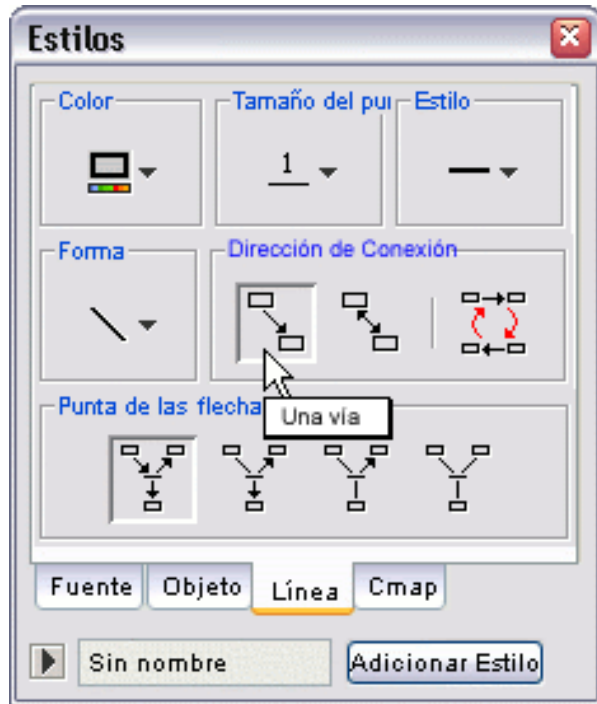 Estilos
Color
Tamaño del pu
Estilo
1
Forma
Dirección de Conexión
Una vía
Punta de las flecha
Fuente
Objeto
Línea
Cmap
Sin nombre
Adicionar Estilo